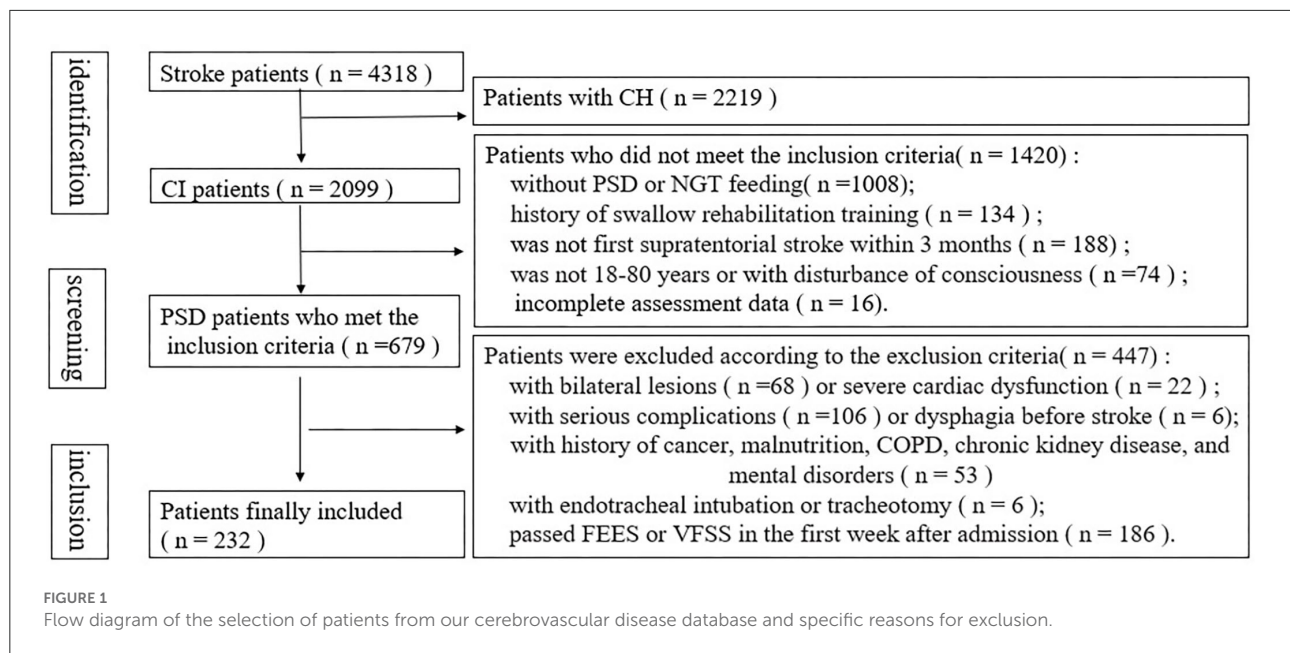 identification
Stroke patients ( n = 4318 )
Patients with CH ( n = 2219 )
CI patients ( n = 2099 )
Patients who did not meet the inclusion criteria( n = 1420) :
without PSD or NGT feeding( n =1008);
history of swallow rehabilitation training ( n = 134 ) ;
was not first supratentorial stroke within 3 months ( n = 188) ;
was not 18-80 years or with disturbance of consciousness ( n =74 ) ;
incomplete assessment data ( n = 16).
screening
PSD patients who met the
inclusion criteria ( n =679 )
Patients were excluded according to the exclusion criteria( n = 447) :
with bilateral lesions ( n =68 ) or severe cardiac dysfunction ( n = 22 ) ;
with serious complications ( n =106 ) or dysphagia before stroke ( n = 6);
with history of cancer, malnutrition, COPD, chronic kidney disease, and
mental disorders ( n = 53 )
with endotracheal intubation or tracheotomy ( n = 6 );
passed FEES or VFSS in the first week after admission ( n = 186 ).
inclusion
Patients finally included
( n = 232 )
FIGURE 1
Flow diagram of the selection of patients from our cerebrovascular disease database and specific reasons for exclusion.